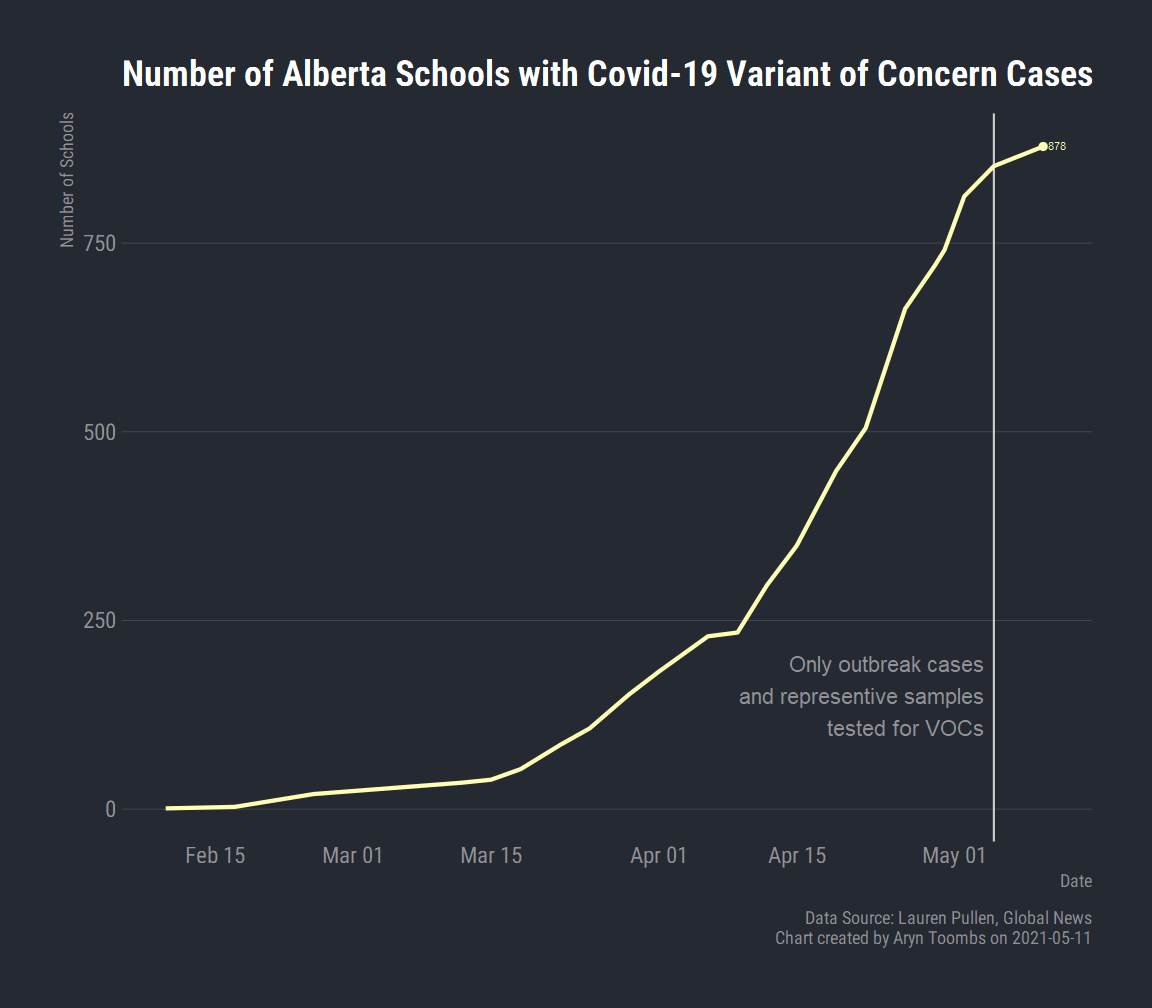 Number of Alberta Schools with Covid-19 Variant of Concern Cases
Number of Schools
878
750
500
250
0
Only outbreak cases
and representive samples
tested for VOCs
Feb 15
Mar 01
Mar 15
Apr 01
Apr 15
May 01
Date
Data Source: Lauren Pullen, Global News
Chart created by Aryn Toombs on 2021-05-11